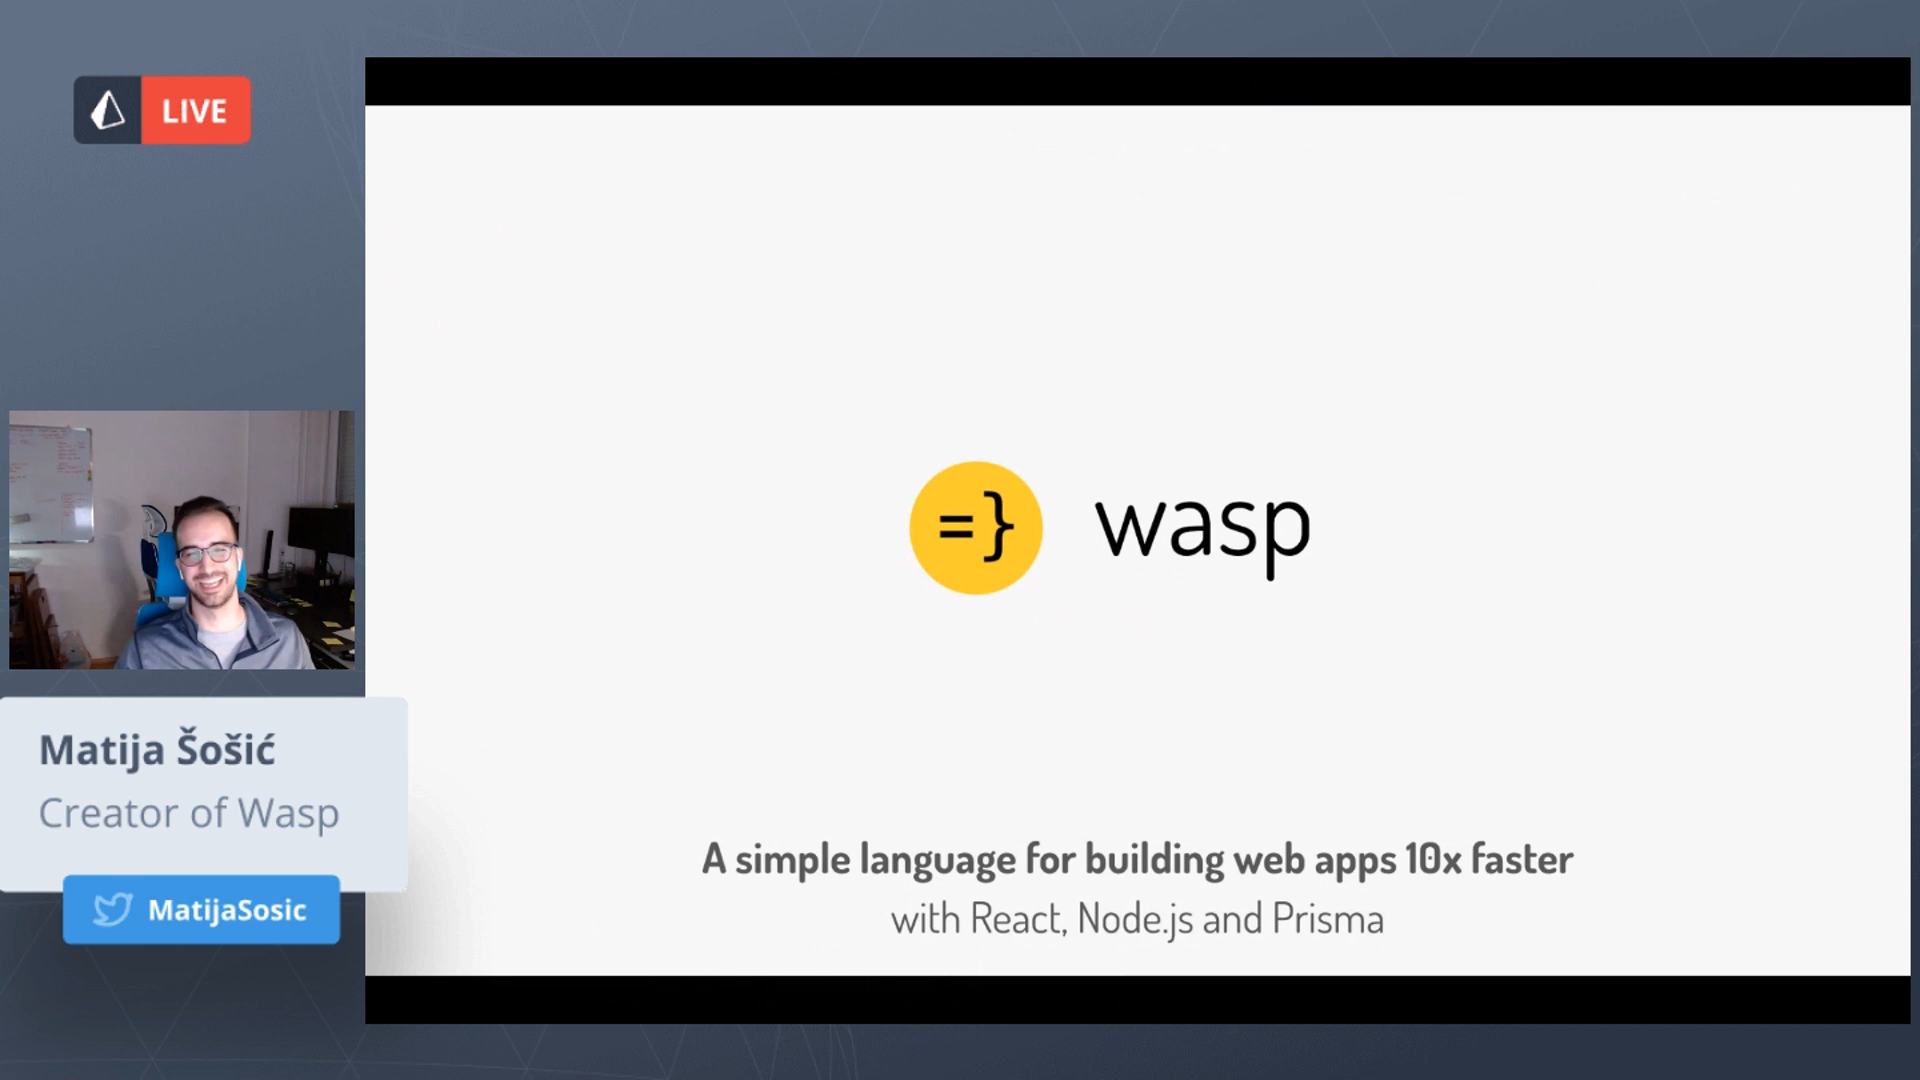 LIVE
=} wasp
Matija Šošić
Creator of Wasp
MatijaSosic
A simple language for building web apps 10x faster
with React, Node.js and Prisma